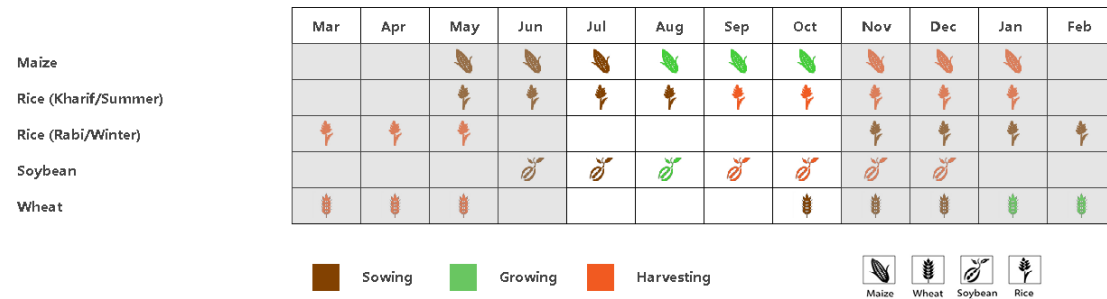 Mar Apr May Jun Jul Aug Sep Oct Nov Dec Jan Feb
Maize
Rice (Kharif/Summer)
Rice (Rabi/Winter)
Soybean
Wheat
Sowing Growing Harvesting
Maize Wheat Soybean Rice